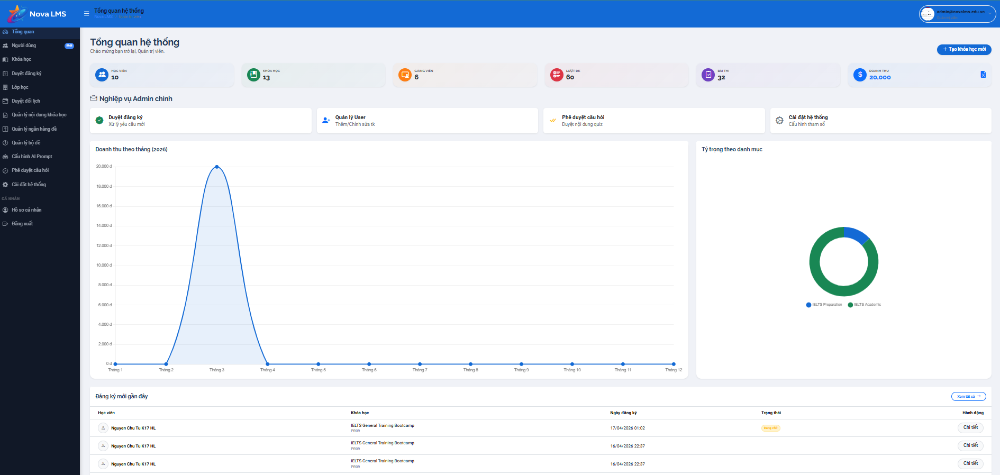 Nova LMS
Tổng quan hệ thống
Nova LMS Quản trị viên
admin@novalms.edu.vn
Quản trị viên
Tổng quan
Người dùng Mới
Khóa học
Duyệt đăng ký
Lớp học
Duyệt đổi lịch
Quản lý nội dung khóa học
Quản lý ngân hàng đề
Quản lý bộ đề
Cấu hình AI Prompt
Phê duyệt câu hỏi
Cài đặt hệ thống
CÁ NHÂN
Hồ sơ cá nhân
Đăng xuất
Tổng quan hệ thống
Chào mừng bạn trở lại, Quản trị viên.
+ Tạo khóa học mới
HỌC VIÊN
10
KHÓA HỌC
13
GIẢNG VIÊN
6
LƯỢT ĐK
60
BÀI THI
32
DOANH THU
20,000
Nghiệp vụ Admin chính
Duyệt đăng ký
Xử lý yêu cầu mới
Quản lý User
Thêm/Chỉnh sửa tk
Phê duyệt câu hỏi
Duyệt nội dung quiz
Cài đặt hệ thống
Cấu hình tham số
Doanh thu theo tháng (2026)
20.000 đ
18.000 đ
16.000 đ
14.000 đ
12.000 đ
10.000 đ
8.000 đ
6.000 đ
4.000 đ
2.000 đ
0 đ
Tháng 1 Tháng 2 Tháng 3 Tháng 4 Tháng 5 Tháng 6 Tháng 7 Tháng 8 Tháng 9 Tháng 10 Tháng 11 Tháng 12
Tỷ trọng theo danh mục
IELTS Preparation IELTS Academic
Đăng ký mới gần đây
Xem tất cả →
Học viên Khóa học Ngày đăng ký Trạng thái Hành động
Nguyen Chu Tu K17 HL IELTS General Training Bootcamp 17/04/2026 01:02 Đang chờ Chi tiết
PR09
Nguyen Chu Tu K17 HL IELTS General Training Bootcamp 16/04/2026 22:37 Chi tiết
PR09
Nguyen Chu Tu K17 HL IELTS General Training Bootcamp 16/04/2026 22:37 Chi tiết
PR09